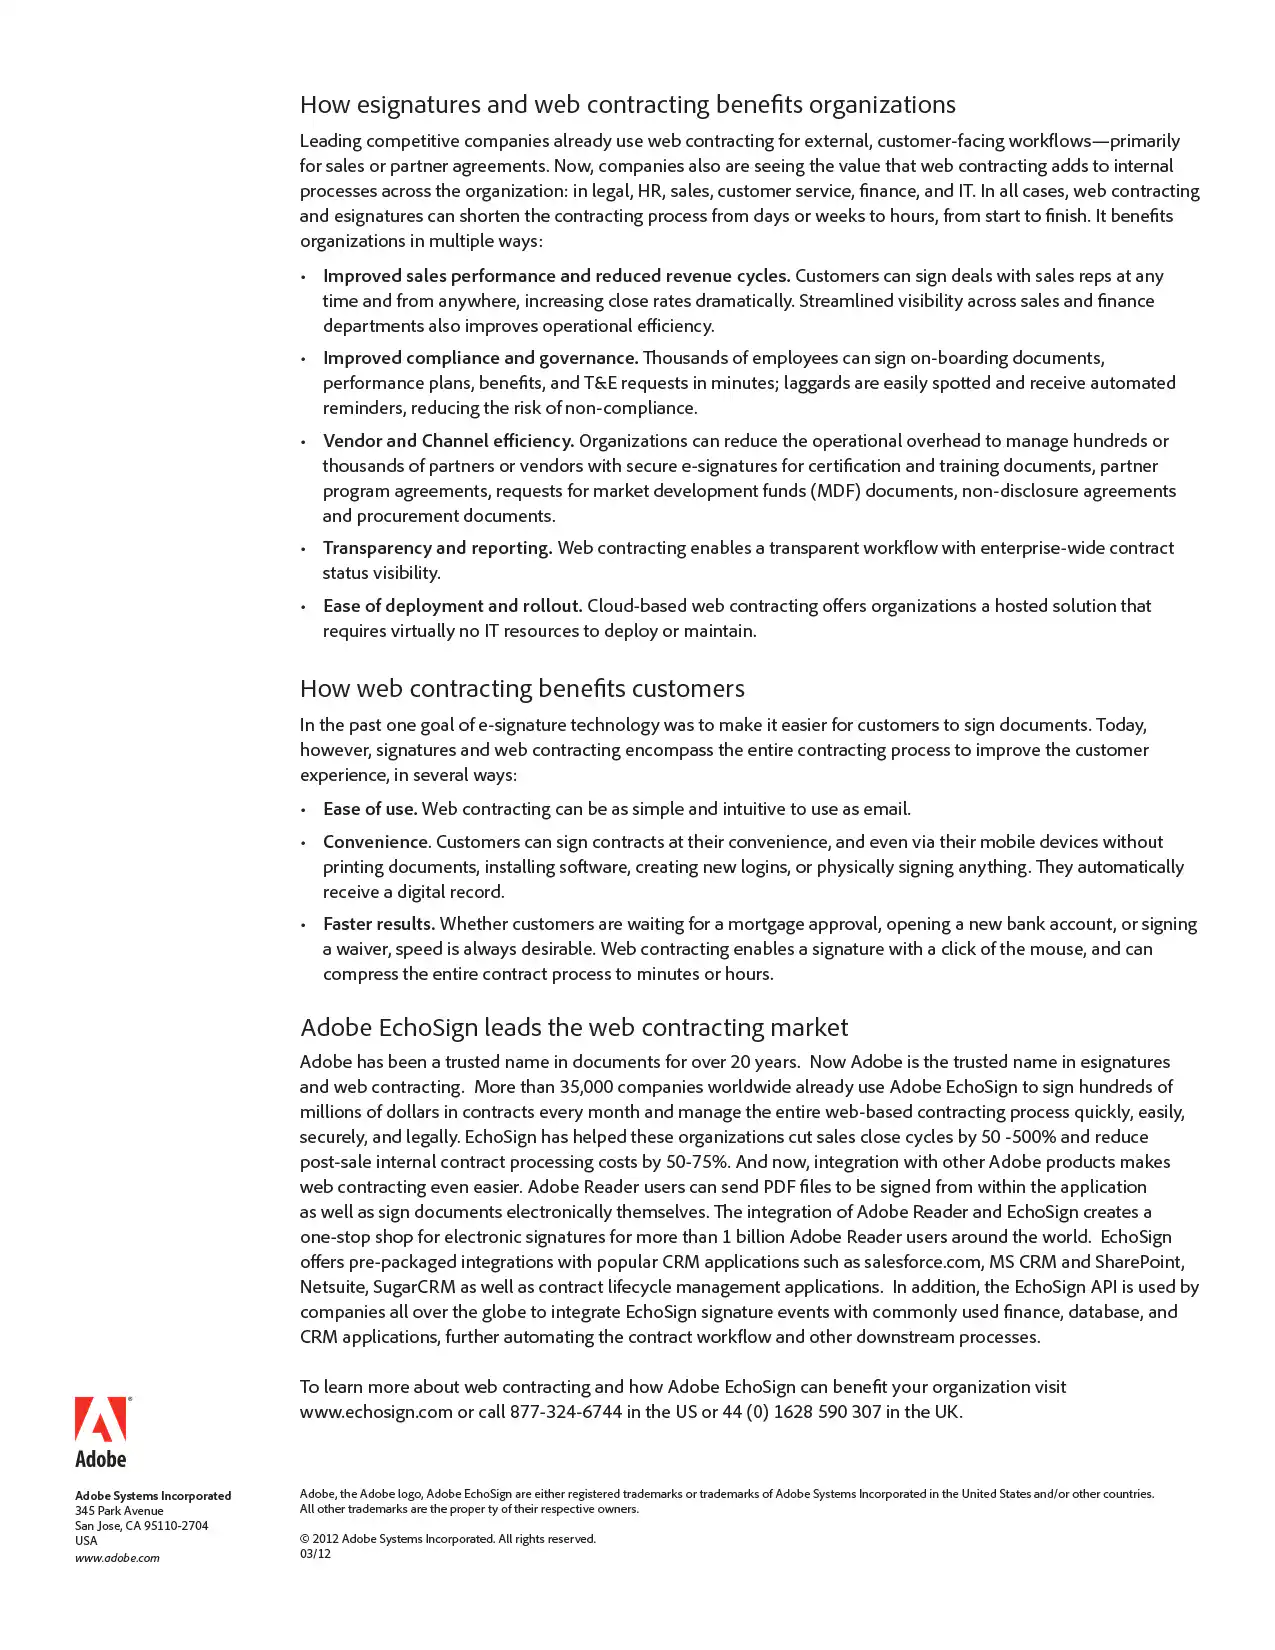 How esignatures and web contracting benefits organizations
Leading competitive companies already use web contracting for external, customer-facing workflows—primarily
for sales or partner agreements. Now, companies also are seeing the value that web contracting adds to internal
processes across the organization: in legal, HR, sales, customer service, finance, and IT. In all cases, web contracting
and esignatures can shorten the contracting process from days or weeks to hours, from start to finish. It benefits
organizations in multiple ways:
• Improved sales performance and reduced revenue cycles. Customers can sign deals with sales reps at any
time and from anywhere, increasing close rates dramatically. Streamlined visibility across sales and finance
departments also improves operational efficiency.
• Improved compliance and governance. Thousands of employees can sign on-boarding documents,
performance plans, benefits, and T&E requests in minutes; laggards are easily spotted and receive automated
reminders, reducing the risk of non-compliance.
• Vendor and Channel efficiency. Organizations can reduce the operational overhead to manage hundreds or
thousands of partners or vendors with secure e-signatures for certification and training documents, partner
program agreements, requests for market development funds (MDF) documents, non-disclosure agreements
and procurement documents.
• Transparency and reporting. Web contracting enables a transparent workflow with enterprise-wide contract
status visibility.
• Ease of deployment and rollout. Cloud-based web contracting offers organizations a hosted solution that
requires virtually no IT resources to deploy or maintain.
How web contracting benefits customers
In the past one goal of e-signature technology was to make it easier for customers to sign documents. Today,
however, signatures and web contracting encompass the entire contracting process to improve the customer
experience, in several ways:
• Ease of use. Web contracting can be as simple and intuitive to use as email.
• Convenience. Customers can sign contracts at their convenience, and even via their mobile devices without
printing documents, installing software, creating new logins, or physically signing anything. They automatically
receive a digital record.
• Faster results. Whether customers are waiting for a mortgage approval, opening a new bank account, or signing
a waiver, speed is always desirable. Web contracting enables a signature with a click of the mouse, and can
compress the entire contract process to minutes or hours.
Adobe EchoSign leads the web contracting market
Adobe has been a trusted name in documents for over 20 years. Now Adobe is the trusted name in esignatures
and web contracting. More than 35,000 companies worldwide already use Adobe EchoSign to sign hundreds of
millions of dollars in contracts every month and manage the entire web-based contracting process quickly, easily,
securely, and legally. EchoSign has helped these organizations cut sales close cycles by 50 -500% and reduce
post-sale internal contract processing costs by 50-75%. And now, integration with other Adobe products makes
web contracting even easier. Adobe Reader users can send PDF files to be signed from within the application
as well as sign documents electronically themselves. The integration of Adobe Reader and EchoSign creates a
one-stop shop for electronic signatures for more than 1 billion Adobe Reader users around the world. EchoSign
offers pre-packaged integrations with popular CRM applications such as salesforce.com, MS CRM and SharePoint,
Netsuite, SugarCRM as well as contract lifecycle management applications. In addition, the EchoSign API is used by
companies all over the globe to integrate EchoSign signature events with commonly used finance, database, and
CRM applications, further automating the contract workflow and other downstream processes.
To learn more about web contracting and how Adobe EchoSign can benefit your organization visit
www.echosign.com or call 877-324-6744 in the US or 44 (0) 1628 590 307 in the UK.
®
Adobe
Adobe Systems Incorporated
345 Park Avenue
San Jose, CA 95110-2704
USA
www.adobe.com
Adobe, the Adobe logo, Adobe EchoSign are either registered trademarks or trademarks of Adobe Systems Incorporated in the United States and/or other countries.
All other trademarks are the proper ty of their respective owners.
© 2012 Adobe Systems Incorporated. All rights reserved.
03/12